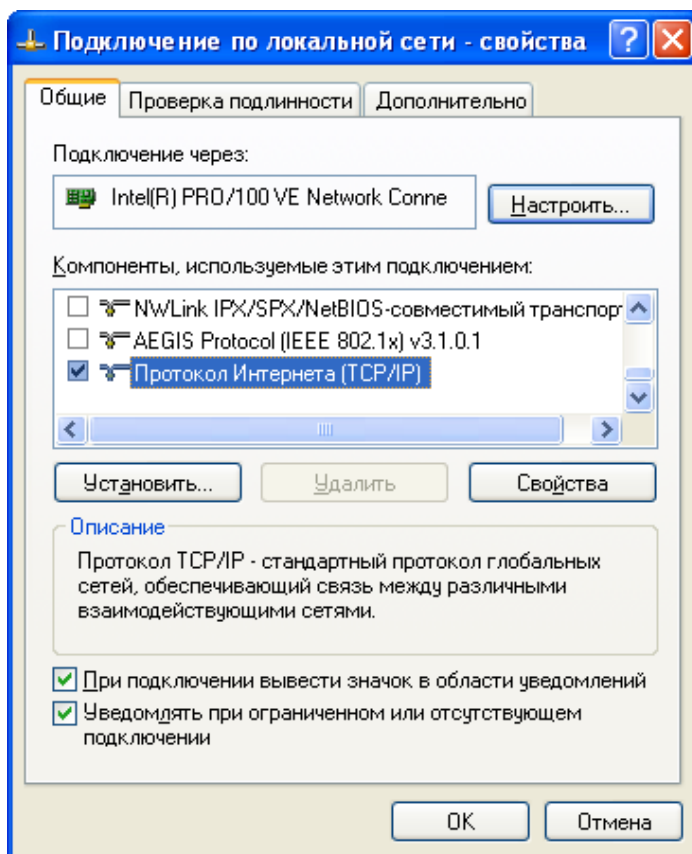 Подключение по локальной сети - свойства
Общие
Проверка подлинности
Дополнительно
Подключение через:
Intel(R) PRO/100 VE Network Conne
Настроить...
Компоненты, используемые этим подключением:
NWLink IPX/SPX/NetBIOS-совместимый транспорт
AEGIS Protocol (IEEE 802.1x) v3.1.0.1
Протокол Интернета (TCP/IP)
Установить...
Удалить
Свойства
Описание
Протокол TCP/IP - стандартный протокол глобальных
сетей, обеспечивающий связь между различными
взаимодействующими сетями.
При подключении вывести значок в области уведомлений
Уведомлять при ограниченном или отсутствующем
подключении
OK
Отмена